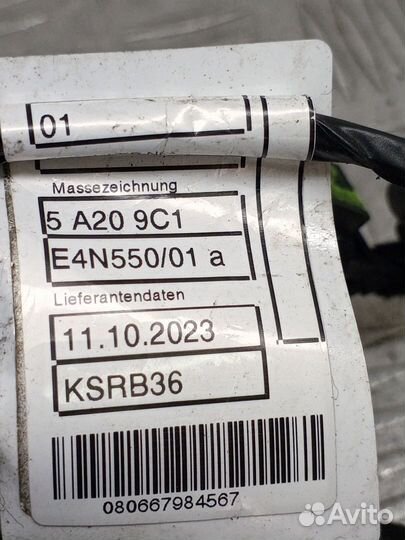 01
Massezeichnung
5 A20 9C1
E4N550/01 a
Lieferantendaten
11.10.2023
KSRB36
080667984567
Avito